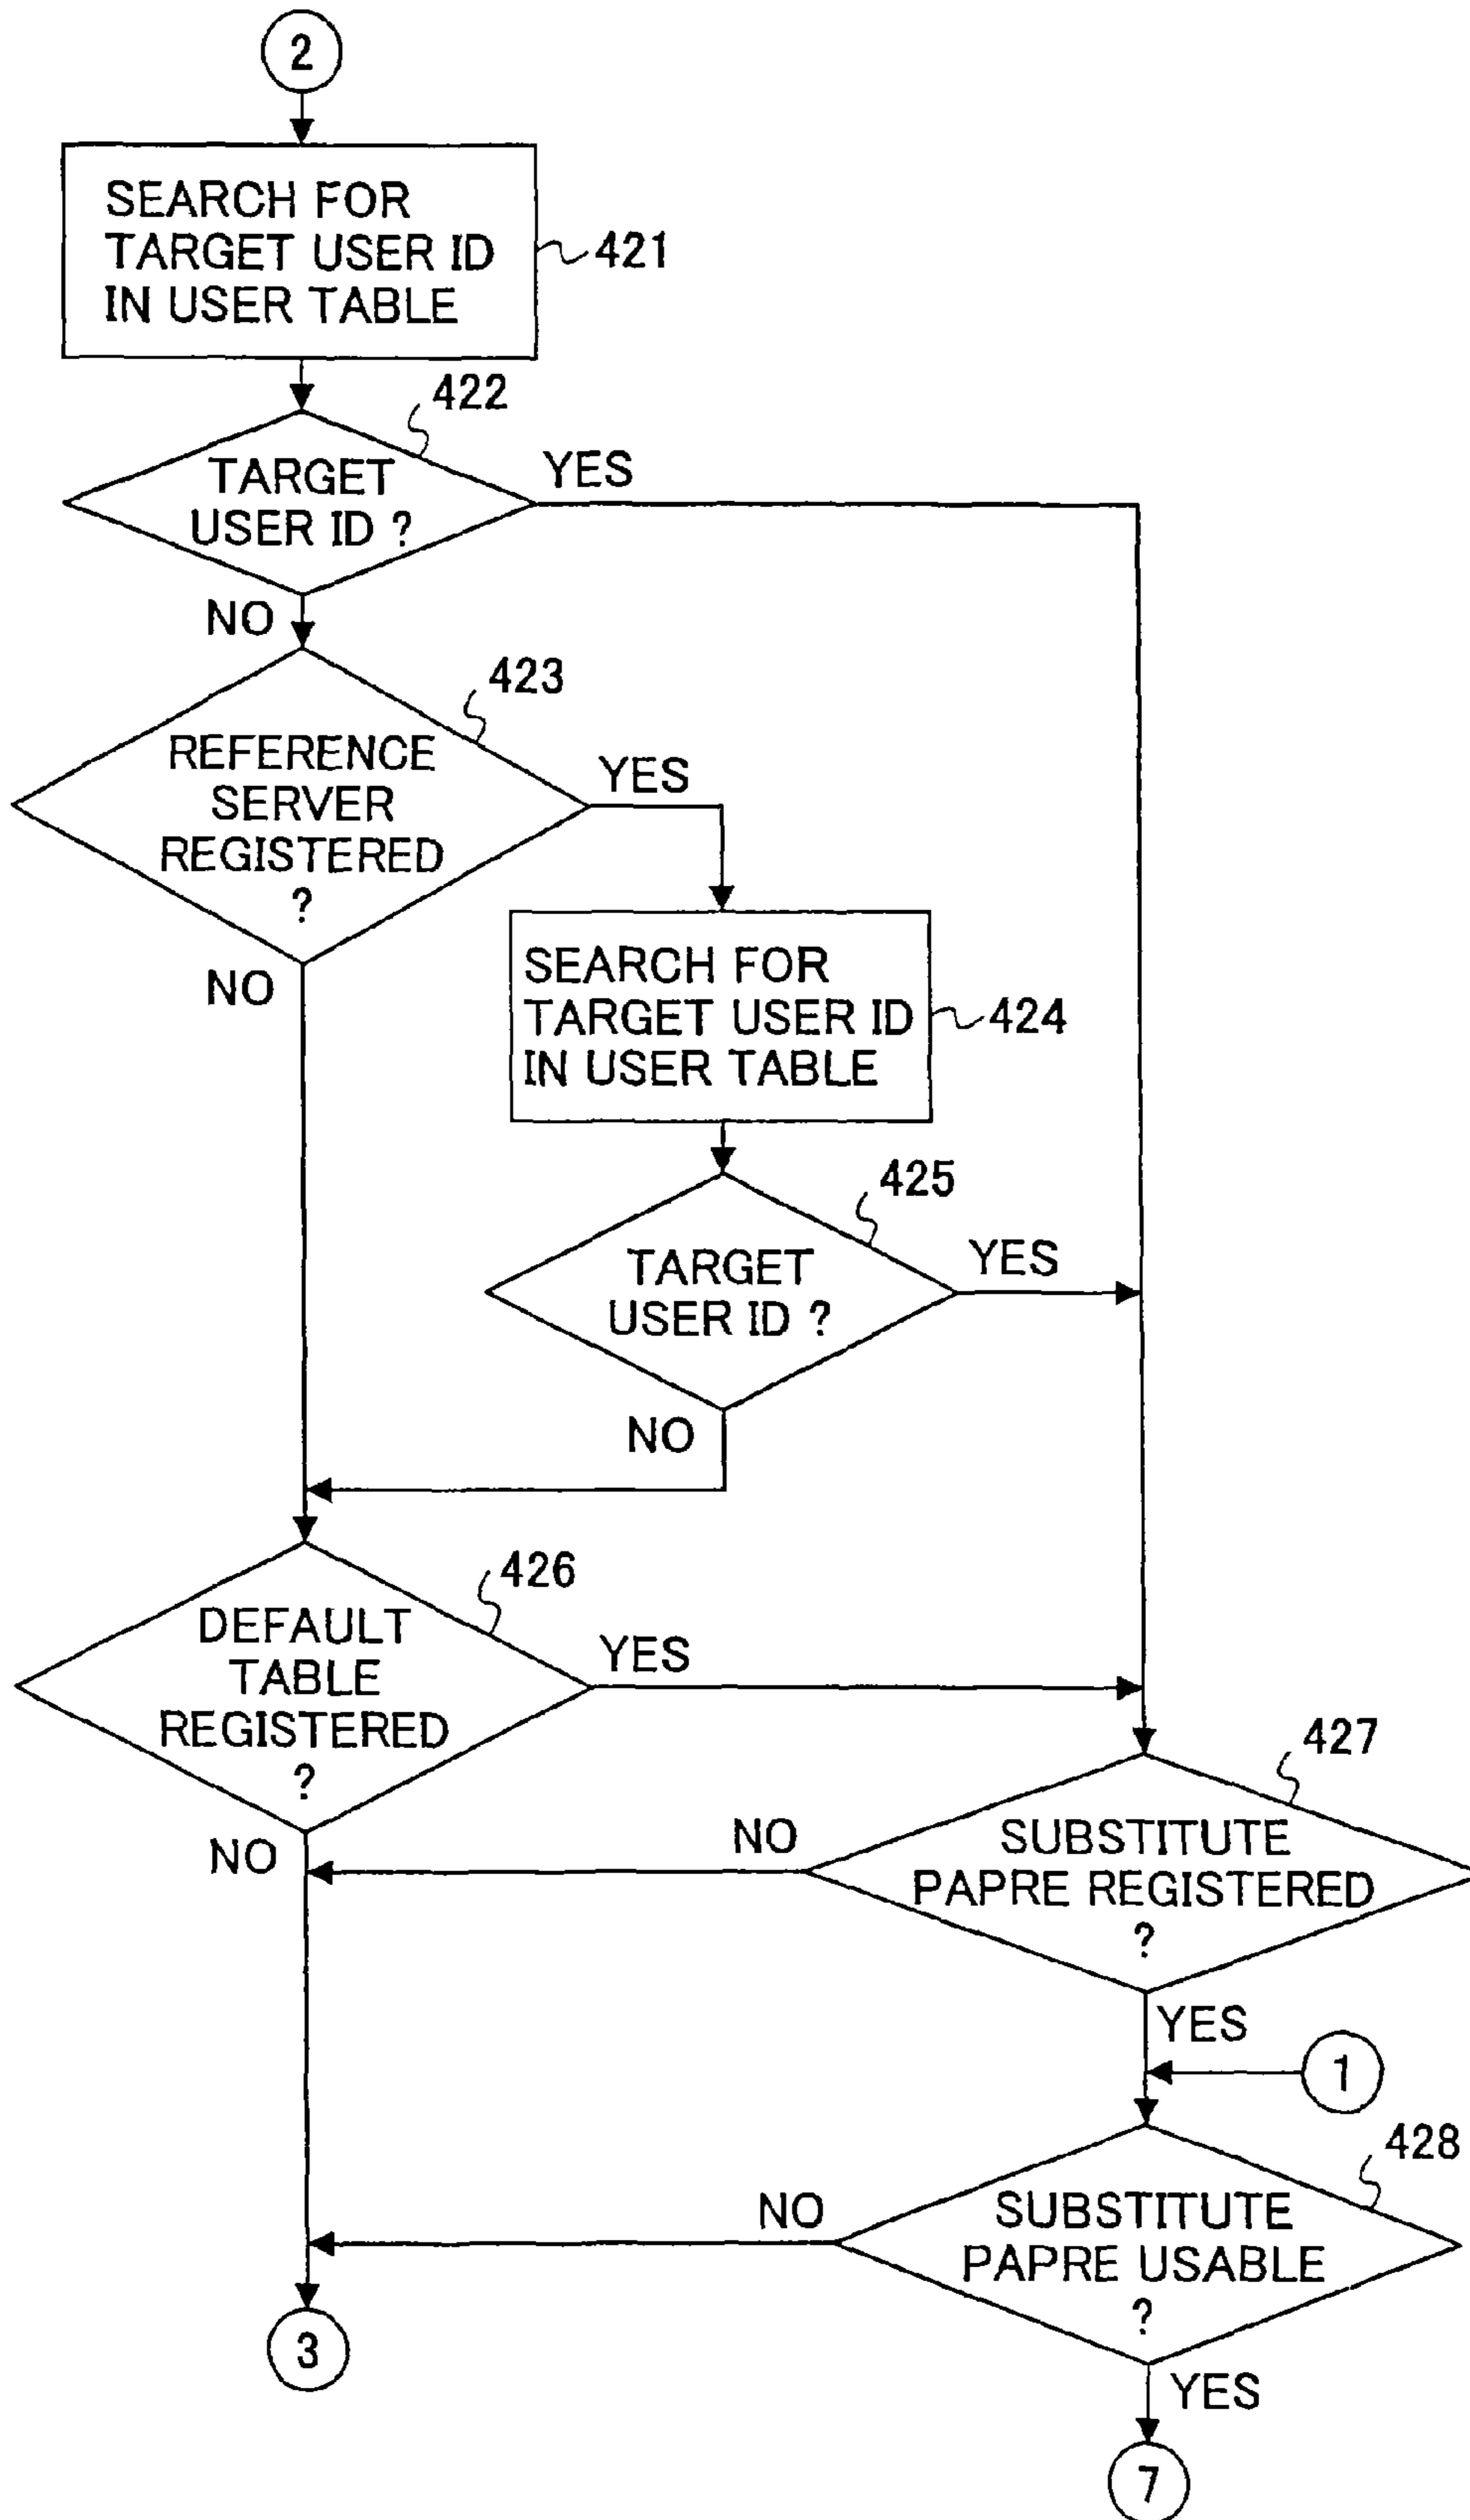 2
SEARCH FOR
TARGET USER ID
IN USER TABLE
421
422
TARGET
USER ID ?
YES
NO
423
REFERENCE
SERVER
REGISTERED
?
YES
NO
SEARCH FOR
TARGET USER ID
IN USER TABLE
424
425
TARGET
USER ID ?
YES
NO
426
DEFAULT
TABLE
REGISTERED
?
YES
NO
427
SUBSTITUTE
PAPRE REGISTERED
?
NO
YES
1
428
SUBSTITUTE
PAPRE USABLE
?
NO
YES
3
7